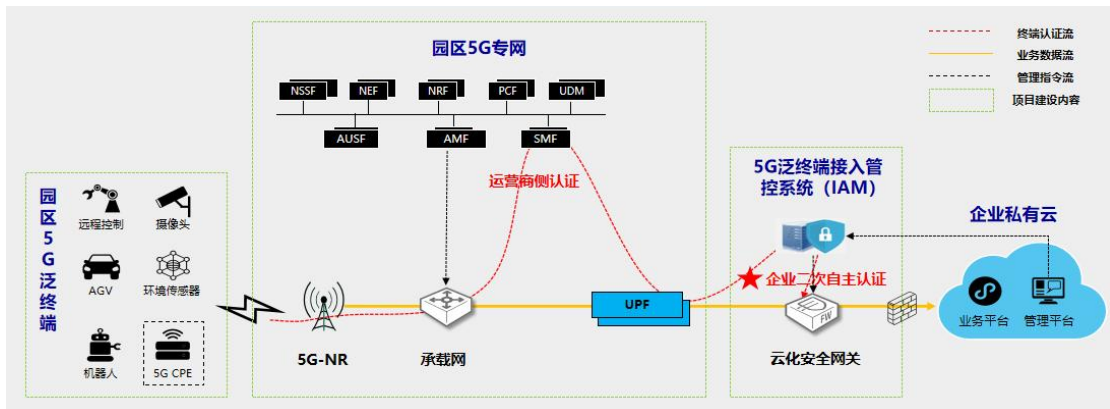 园区5G泛终端
远程控制
摄像头
AGV
环境传感器
机器人
5G CPE
园区5G专网
NSSF
NEF
NRF
PCF
UDM
AUSF
AMF
SMF
运营商侧认证
5G-NR
承载网
UPF
5G泛终端接入管
控系统（IAM）
企业二次自主认证
FW
云化安全网关
企业私有云
业务平台
管理平台
终端认证流
业务数据流
管理指令流
项目建设内容